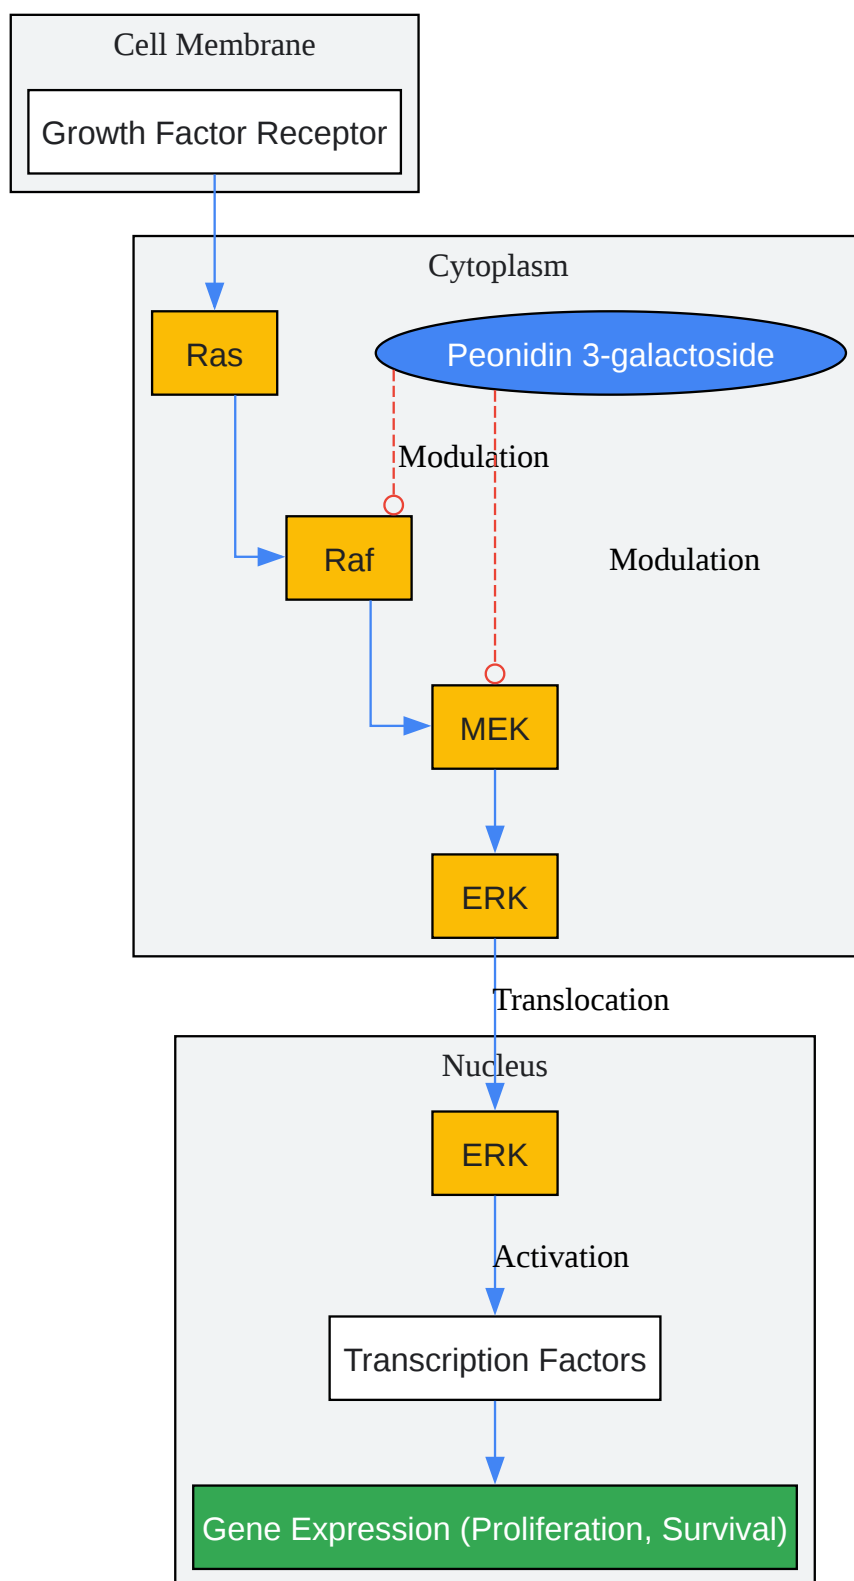 Cell Membrane
Growth Factor Receptor
Cytoplasm
Ras
Peonidin 3-galactoside
Modulation
Raf
Modulation
MEK
ERK
Translocation
Nucleus
ERK
Activation
Transcription Factors
Gene Expression (Proliferation, Survival)